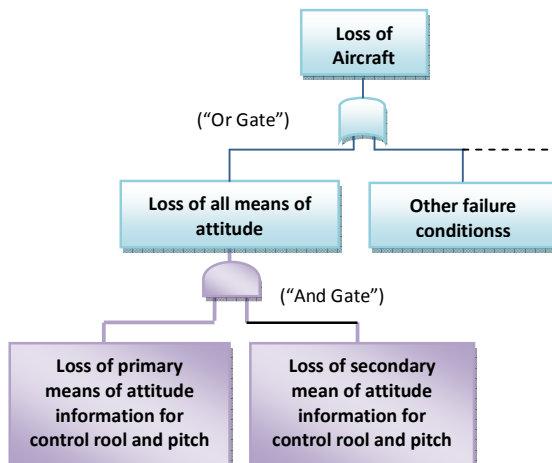 Loss of
Aircraft
(“Or Gate”)
Loss of all means of
attitude
Other failure
conditionss
(“And Gate”)
Loss of primary
means of attitude
information for
control rool and pitch
Loss of secondary
mean of attitude
information for
control rool and pitch